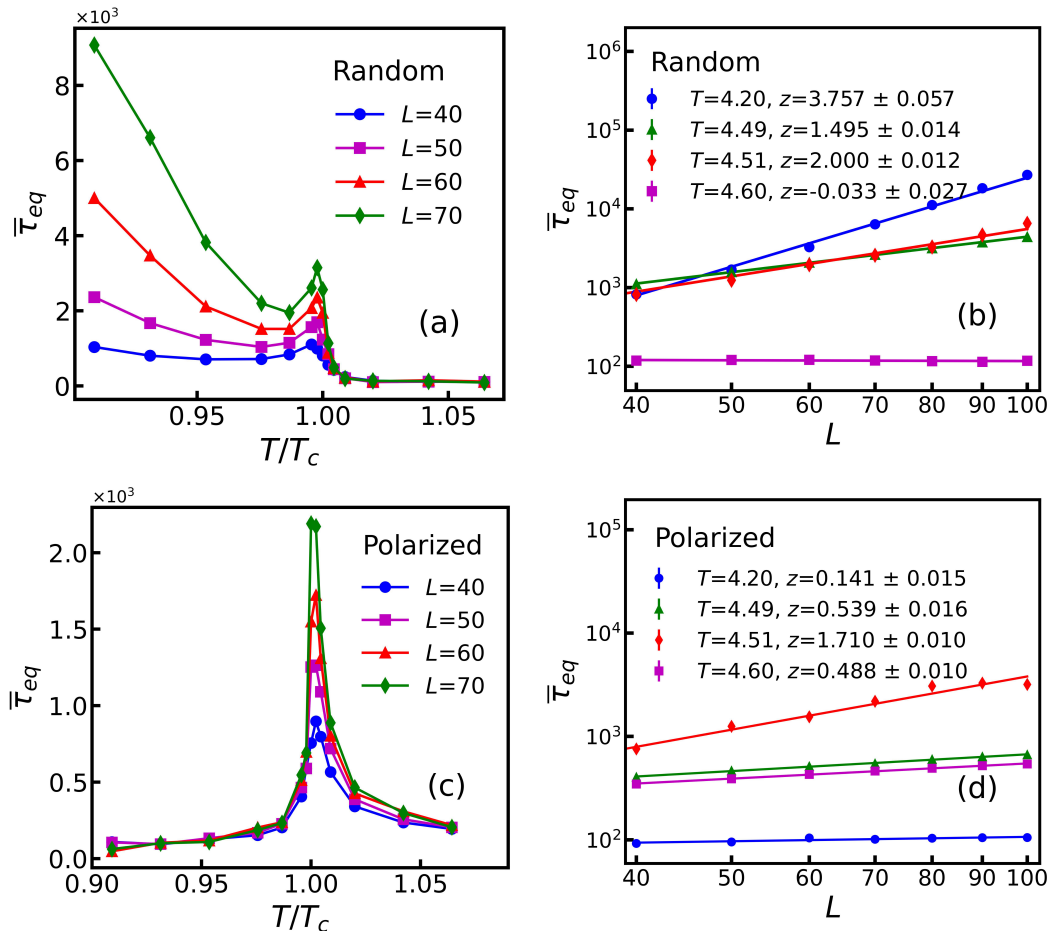 ×10³
8
6
4
2
0
τ̅eq
Random
L=40
L=50
L=60
L=70
(a)
0.95
1.00
1.05
T/Tc
10⁶
10⁵
10⁴
10³
10²
τ̅eq
Random
T=4.20, z=3.757 ± 0.057
T=4.49, z=1.495 ± 0.014
T=4.51, z=2.000 ± 0.012
T=4.60, z=-0.033 ± 0.027
(b)
40
50
60
70
80
90
100
L
×10³
2.0
1.5
1.0
0.5
0.0
τ̅eq
Polarized
L=40
L=50
L=60
L=70
(c)
0.90
0.95
1.00
1.05
T/Tc
10⁵
10⁴
10³
10²
τ̅eq
Polarized
T=4.20, z=0.141 ± 0.015
T=4.49, z=0.539 ± 0.016
T=4.51, z=1.710 ± 0.010
T=4.60, z=0.488 ± 0.010
(d)
40
50
60
70
80
90
100
L